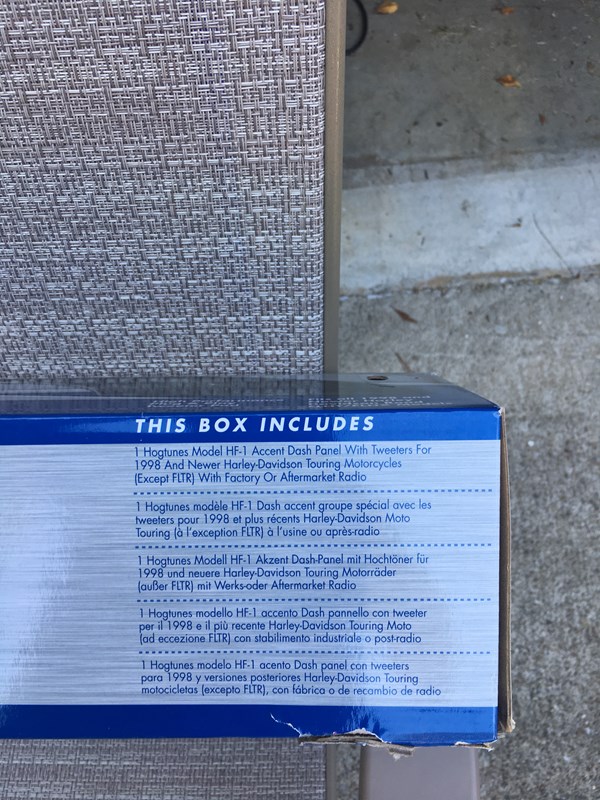 THIS BOX INCLUDES
1 Hogtunes Model HF-1 Accent Dash Panel With Tweeters For
1998 And Newer Harley-Davidson Touring Motorcycles
(Except FLTR) With Factory Or Aftermarket Radio
1 Hogtunes modèle HF-1 Dash accent groupe spécial avec les
tweeters pour 1998 et plus récents Harley-Davidson Moto
Touring (à l'exception FLTR) à l'usine ou après-radio
1 Hogtunes Modell HF-1 Akzent Dash-Panel mit Hochtöner für
1998 und neuere Harley-Davidson Touring Motorräder
(außer FLTR) mit Werks-oder Aftermarket Radio
1 Hogtunes modello HF-1 accento Dash pannello con tweeter
per il 1998 e il più recente Harley-Davidson Touring Moto
(ad eccezione FLTR) con stabilimento industriale o post-radio
1 Hogtunes modelo HF-1 acento Dash panel con tweeters
para 1998 y versiones posteriores Harley-Davidson Touring
motocicletas (excepto FLTR), con fábrica o de recambio de radio